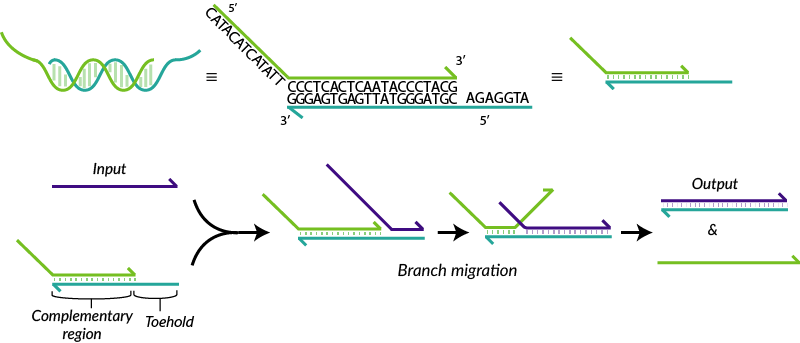 5’
CATACATCATATT
≡
3’
≡
CCCTCACTCAATACCCTACG
GGGAGTGAGTTATGGGATGC AGAGGTA
3’
5’
Input
Output
&
Branch migration
Complementary
region
Toehold